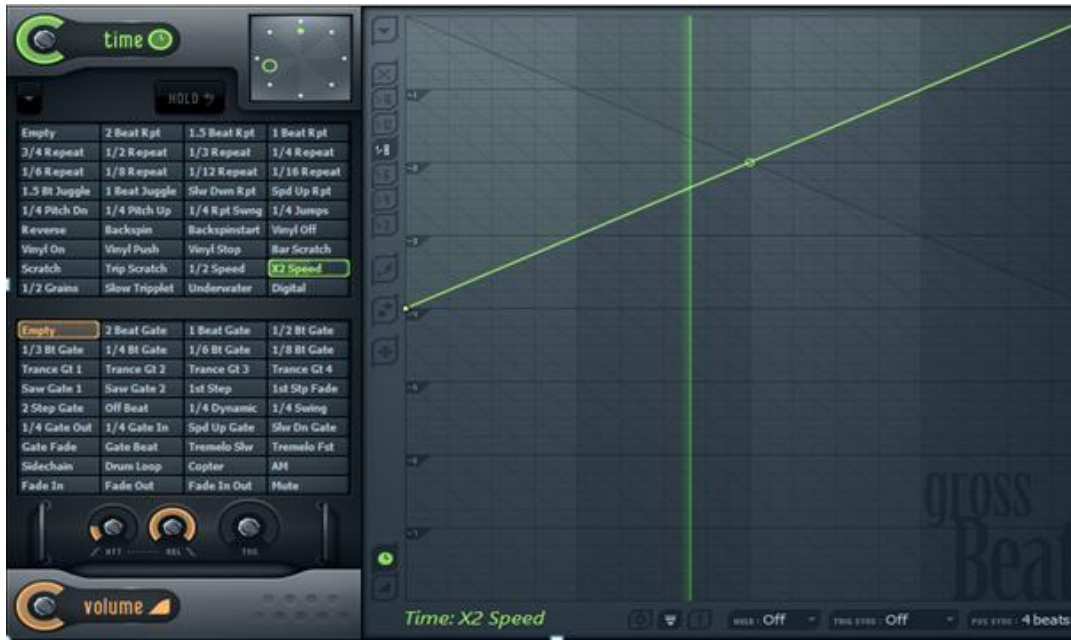 time
HOLD
Empty 2 Beat Rpt 1.5 Beat Rpt 1 Beat Rpt
3/4 Repeat 1/2 Repeat 1/3 Repeat 1/4 Repeat
1/6 Repeat 1/8 Repeat 1/12 Repeat 1/16 Repeat
1.5 Bt Juggle 1 Beat Juggle Slw Dwn Rpt Spd Up Rpt
1/4 Pitch Dn 1/4 Pitch Up 1/4 Rpt Swng 1/4 Jumps
Reverse Backspin Backspinstart Vinyl Off
Vinyl On Vinyl Push Vinyl Stop Bar Scratch
Scratch Trip Scratch 1/2 Speed X2 Speed
1/2 Grains Slow Tripplet Underwater Digital
Empty 2 Beat Gate 1 Beat Gate 1/2 Bt Gate
1/3 Bt Gate 1/4 Bt Gate 1/6 Bt Gate 1/8 Bt Gate
Trance Gt 1 Trance Gt 2 Trance Gt 3 Trance Gt 4
Saw Gate 1 Saw Gate 2 1st Step 1st Stp Fade
2 Step Gate Off Beat 1/4 Dynamic 1/4 Swing
1/4 Gate Out 1/4 Gate In Spd Up Gate Slw Dn Gate
Gate Fade Gate Beat Tremelo Slw Tremelo Fst
Sidechain Drum Loop Copter AM
Fade In Fade Out Fade In Out Mute
ATT REL
volume
gross
Beat
Time: X2 Speed
HOLD: Off TRIG SYNC: Off POS SYNC: 4 beats